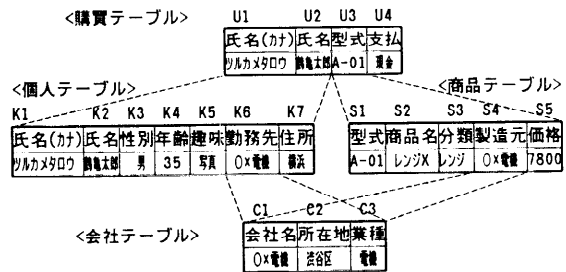 <購買テーブル>
U1 U2 U3 U4
氏名(カナ) 氏名 型式 支払
ツルカメタロウ 鶴亀太郎 A-01 現金
<個人テーブル> <商品テーブル>
K1 K2 K3 K4 K5 K6 K7
氏名(カナ) 氏名 性別 年齢 趣味 勤務先 住所
ツルカメタロウ 鶴亀太郎 男 35 写真 ○×電機 横浜
S1 S2 S3 S4 S5
型式 商品名 分類 製造元 価格
A-01 レンジX レンジ ○×電機 7800
<会社テーブル>
C1 C2 C3
会社名 所在地 業種
○×電機 渋谷区 電機